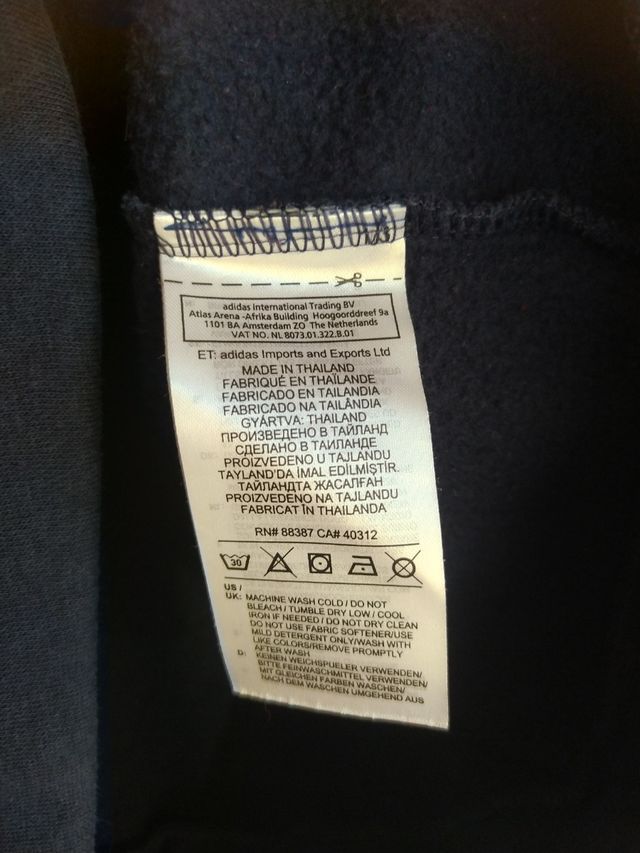 adidas International Trading BV
Atlas Arena -Afrika Building Hoogoorddreef 9a
1101 BA Amsterdam ZO The Netherlands
VAT NO. NL 8073.01.322.B.01
ET: adidas Imports and Exports Ltd
MADE IN THAILAND
FABRIQUÉ EN THAÏLANDE
FABRICADO EN TAILANDIA
FABRICADO NA TAILÂNDIA
GYÁRTVA: THAILAND
ПРОИЗВЕДЕНО В ТАЙЛАНД
СДЕЛАНО В ТАИЛАНДЕ
PROIZVEDENO U TAJLANDU
TAYLAND'DA İMAL EDİLMİŞTİR.
ТАЙЛАНДТА ЖАСАЛҒАН
PROIZVEDENO NA TAJLANDU
FABRICAT ÎN THAILANDA
RN# 88387 CA# 40312
30
US /
UK: MACHINE WASH COLD / DO NOT
BLEACH / TUMBLE DRY LOW / COOL
IRON IF NEEDED / DO NOT DRY CLEAN
DO NOT USE FABRIC SOFTENER/USE
MILD DETERGENT ONLY/WASH WITH
LIKE COLORS/REMOVE PROMPTLY
AFTER WASH
D: KEINEN WEICHSPUELER VERWENDEN/
BITTE FEINWASCHMITTEL VERWENDEN/
MIT GLEICHEN FARBEN WASCHEN/
NACH DEM WASCHEN UMGEHEND AUS